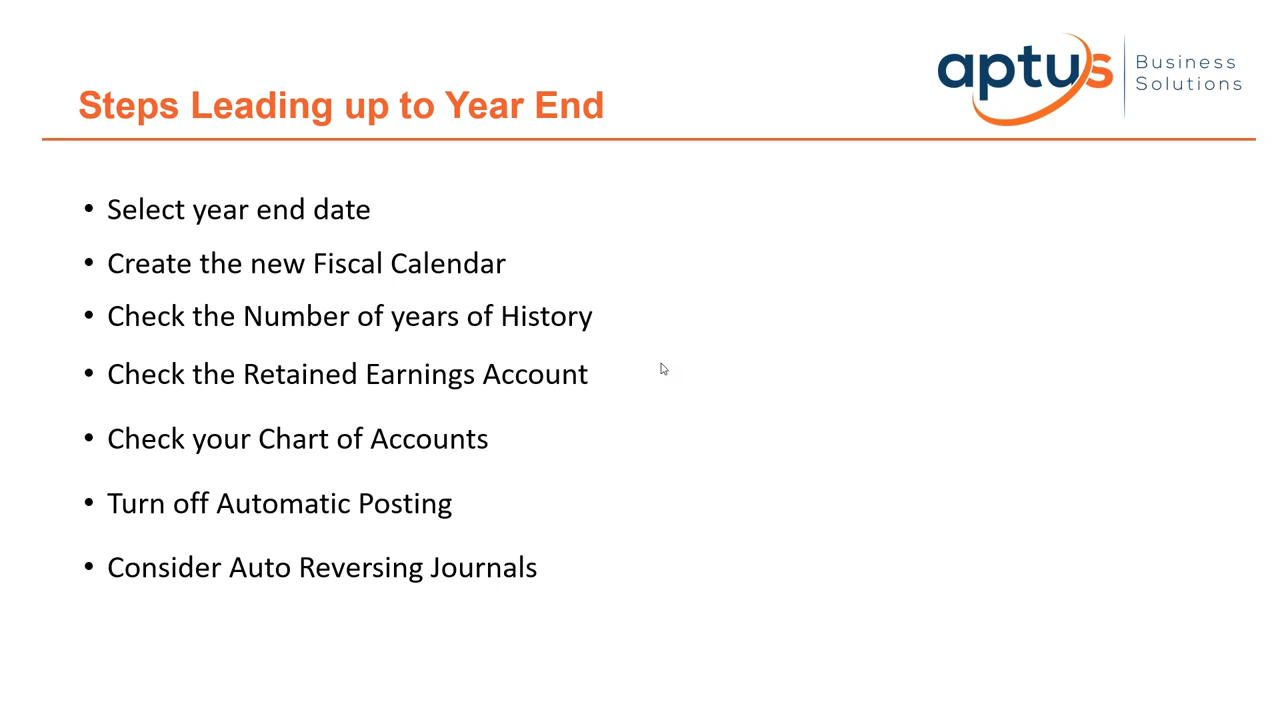 aptus
Business
Solutions
Steps Leading up to Year End
• Select year end date
• Create the new Fiscal Calendar
• Check the Number of years of History
• Check the Retained Earnings Account
• Check your Chart of Accounts
• Turn off Automatic Posting
• Consider Auto Reversing Journals